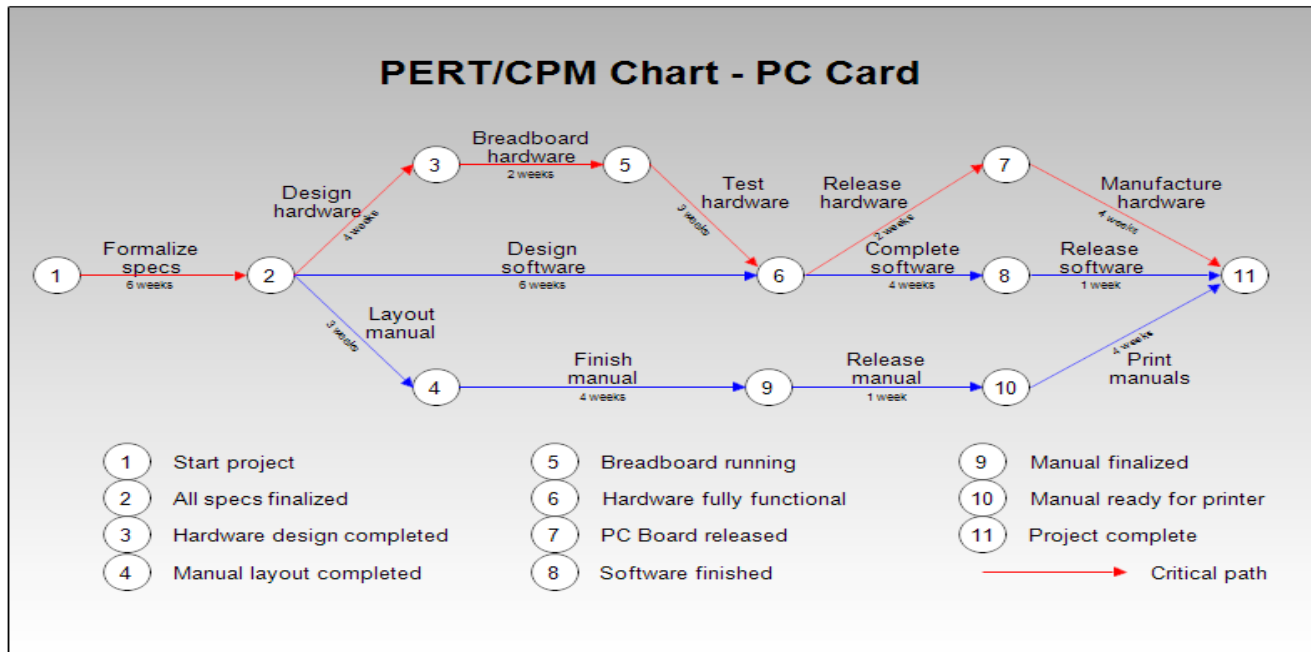 PERT/CPM Chart - PC Card
Breadboard
hardware
2 weeks
3
5
7
Design
hardware
4 weeks
Test
hardware
3 weeks
Release
hardware
2 weeks
Manufacture
hardware
4 weeks
Formalize
specs
6 weeks
Design
software
6 weeks
Complete
software
4 weeks
Release
software
1 week
1
2
6
8
11
Layout
manual
3 weeks
Finish
manual
4 weeks
Release
manual
1 week
4 weeks
Print
manuals
4
9
10
1 Start project
2 All specs finalized
3 Hardware design completed
4 Manual layout completed
5 Breadboard running
6 Hardware fully functional
7 PC Board released
8 Software finished
9 Manual finalized
10 Manual ready for printer
11 Project complete
Critical path